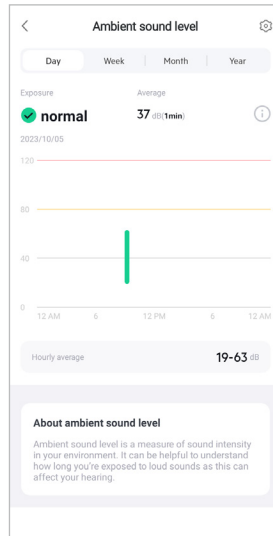 Ambient sound level
Day Week Month Year
Exposure Average
normal 37 dB(1min)
2023/10/05
120
80
40
0
12 AM 6 12 PM 6 12 AM
Hourly average 19-63 dB
About ambient sound level
Ambient sound level is a measure of sound intensity
in your environment. It can be helpful to understand
how long you're exposed to loud sounds as this can
affect your hearing.